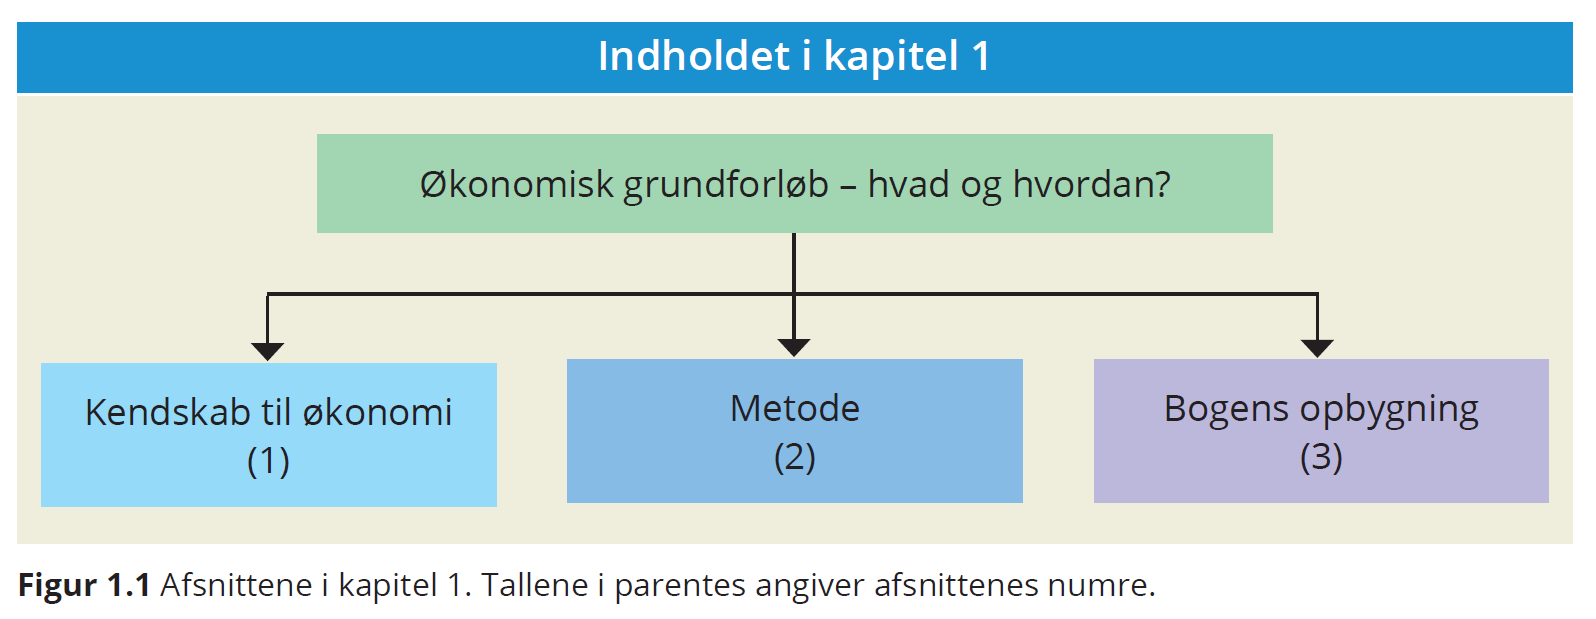 Indholdet i kapitel 1
Økonomisk grundforløb – hvad og hvordan?
Kendskab til økonomi
(1)
Metode
(2)
Bogens opbygning
(3)
Figur 1.1 Afsnittene i kapitel 1. Tallene i parentes angiver afsnittenes numre.